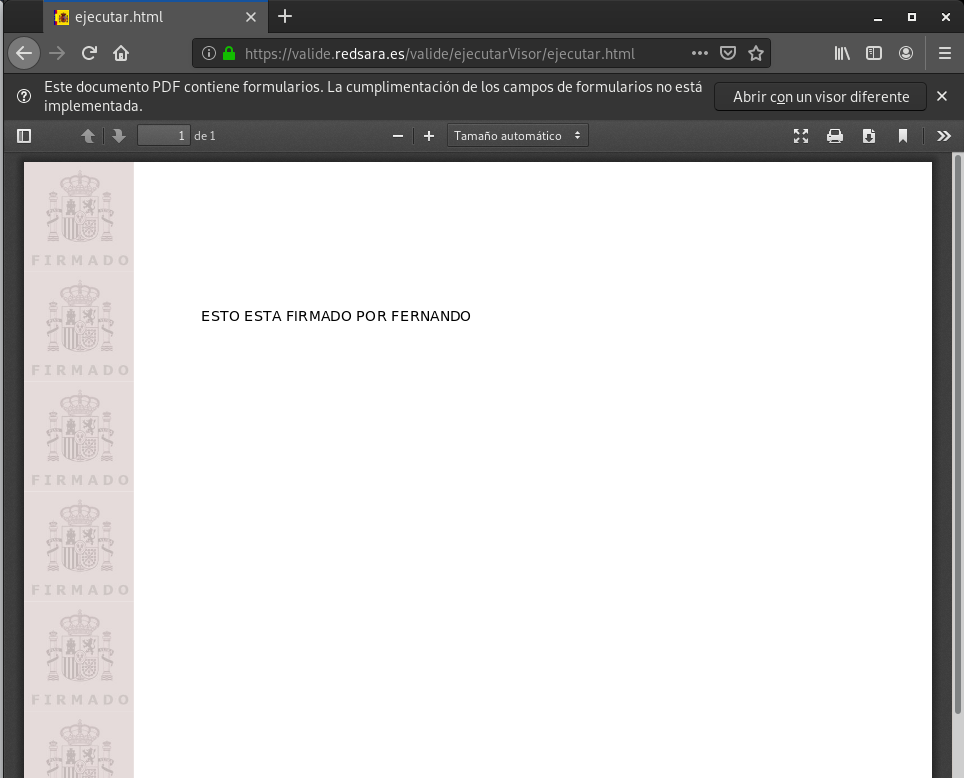 ejecutar.html
https://valide.redsara.es/valide/ejecutarVisor/ejecutar.html
Este documento PDF contiene formularios. La cumplimentación de los campos de formularios no está
implementada.
Abrir con un visor diferente
1 de 1
Tamaño automático
FIRMADO
ESTO ESTA FIRMADO POR FERNANDO
FIRMADO
FIRMADO
FIRMADO
FIRMADO